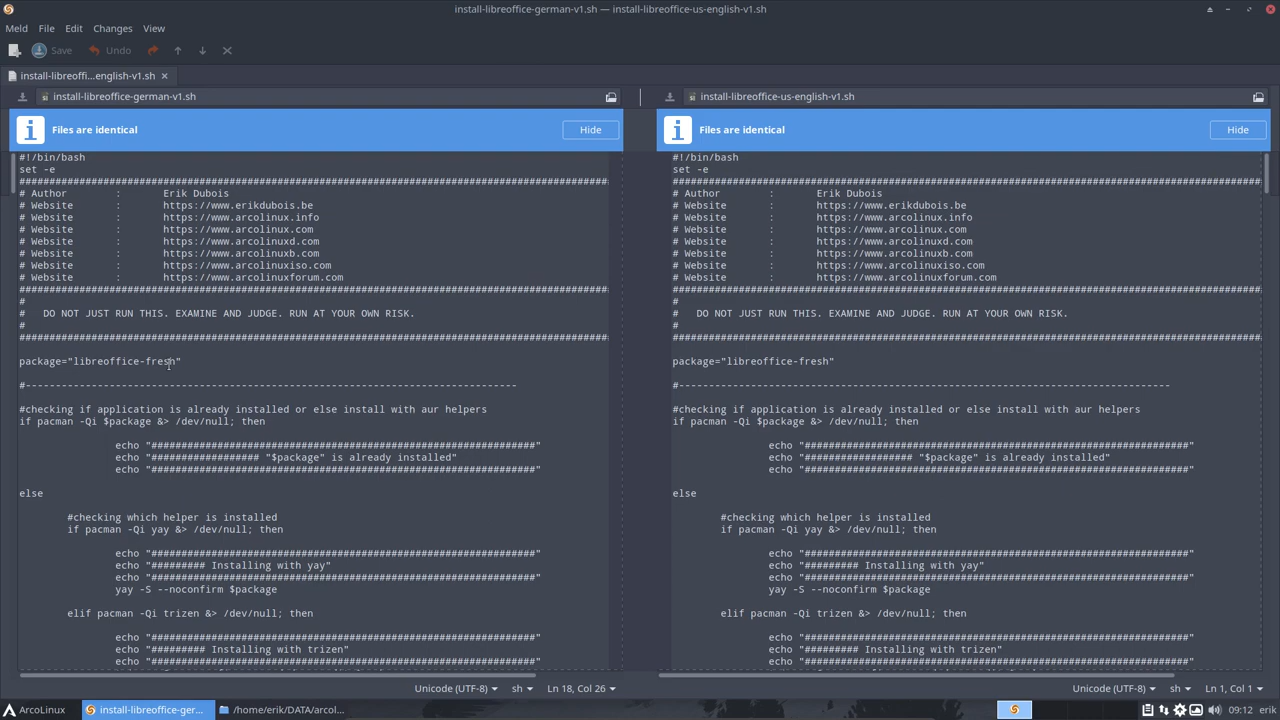 install-libreoffice-german-v1.sh — install-libreoffice-us-english-v1.sh
Meld File Edit Changes View
Save Undo
install-libreoffi...english-v1.sh
install-libreoffice-german-v1.sh
Files are identical
Hide
#!/bin/bash
set -e
##################################################################################################
# Author : Erik Dubois
# Website : https://www.erikdubois.be
# Website : https://www.arcolinux.info
# Website : https://www.arcolinux.com
# Website : https://www.arcolinuxd.com
# Website : https://www.arcolinuxb.com
# Website : https://www.arcolinuxiso.com
# Website : https://www.arcolinuxforum.com
##################################################################################################
#
# DO NOT JUST RUN THIS. EXAMINE AND JUDGE. RUN AT YOUR OWN RISK.
#
##################################################################################################
package="libreoffice-fresh"
#----------------------------------------------------------------------------------
#checking if application is already installed or else install with aur helpers
if pacman -Qi $package &> /dev/null; then
echo "################################################################"
echo "################## "$package" is already installed"
echo "################################################################"
else
#checking which helper is installed
if pacman -Qi yay &> /dev/null; then
echo "################################################################"
echo "######### Installing with yay"
echo "################################################################"
yay -S --noconfirm $package
elif pacman -Qi trizen &> /dev/null; then
echo "################################################################"
echo "######### Installing with trizen"
echo "################################################################"
Unicode (UTF-8) sh Ln 18, Col 26
install-libreoffice-us-english-v1.sh
Files are identical
Hide
#!/bin/bash
set -e
##################################################################################################
# Author : Erik Dubois
# Website : https://www.erikdubois.be
# Website : https://www.arcolinux.info
# Website : https://www.arcolinux.com
# Website : https://www.arcolinuxd.com
# Website : https://www.arcolinuxb.com
# Website : https://www.arcolinuxiso.com
# Website : https://www.arcolinuxforum.com
##################################################################################################
#
# DO NOT JUST RUN THIS. EXAMINE AND JUDGE. RUN AT YOUR OWN RISK.
#
##################################################################################################
package="libreoffice-fresh"
#----------------------------------------------------------------------------------
#checking if application is already installed or else install with aur helpers
if pacman -Qi $package &> /dev/null; then
echo "################################################################"
echo "################## "$package" is already installed"
echo "################################################################"
else
#checking which helper is installed
if pacman -Qi yay &> /dev/null; then
echo "################################################################"
echo "######### Installing with yay"
echo "################################################################"
yay -S --noconfirm $package
elif pacman -Qi trizen &> /dev/null; then
echo "################################################################"
echo "######### Installing with trizen"
echo "################################################################"
Unicode (UTF-8) sh Ln 1, Col 1
ArcoLinux install-libreoffice-ger... /home/erik/DATA/arcol... 09:12 erik